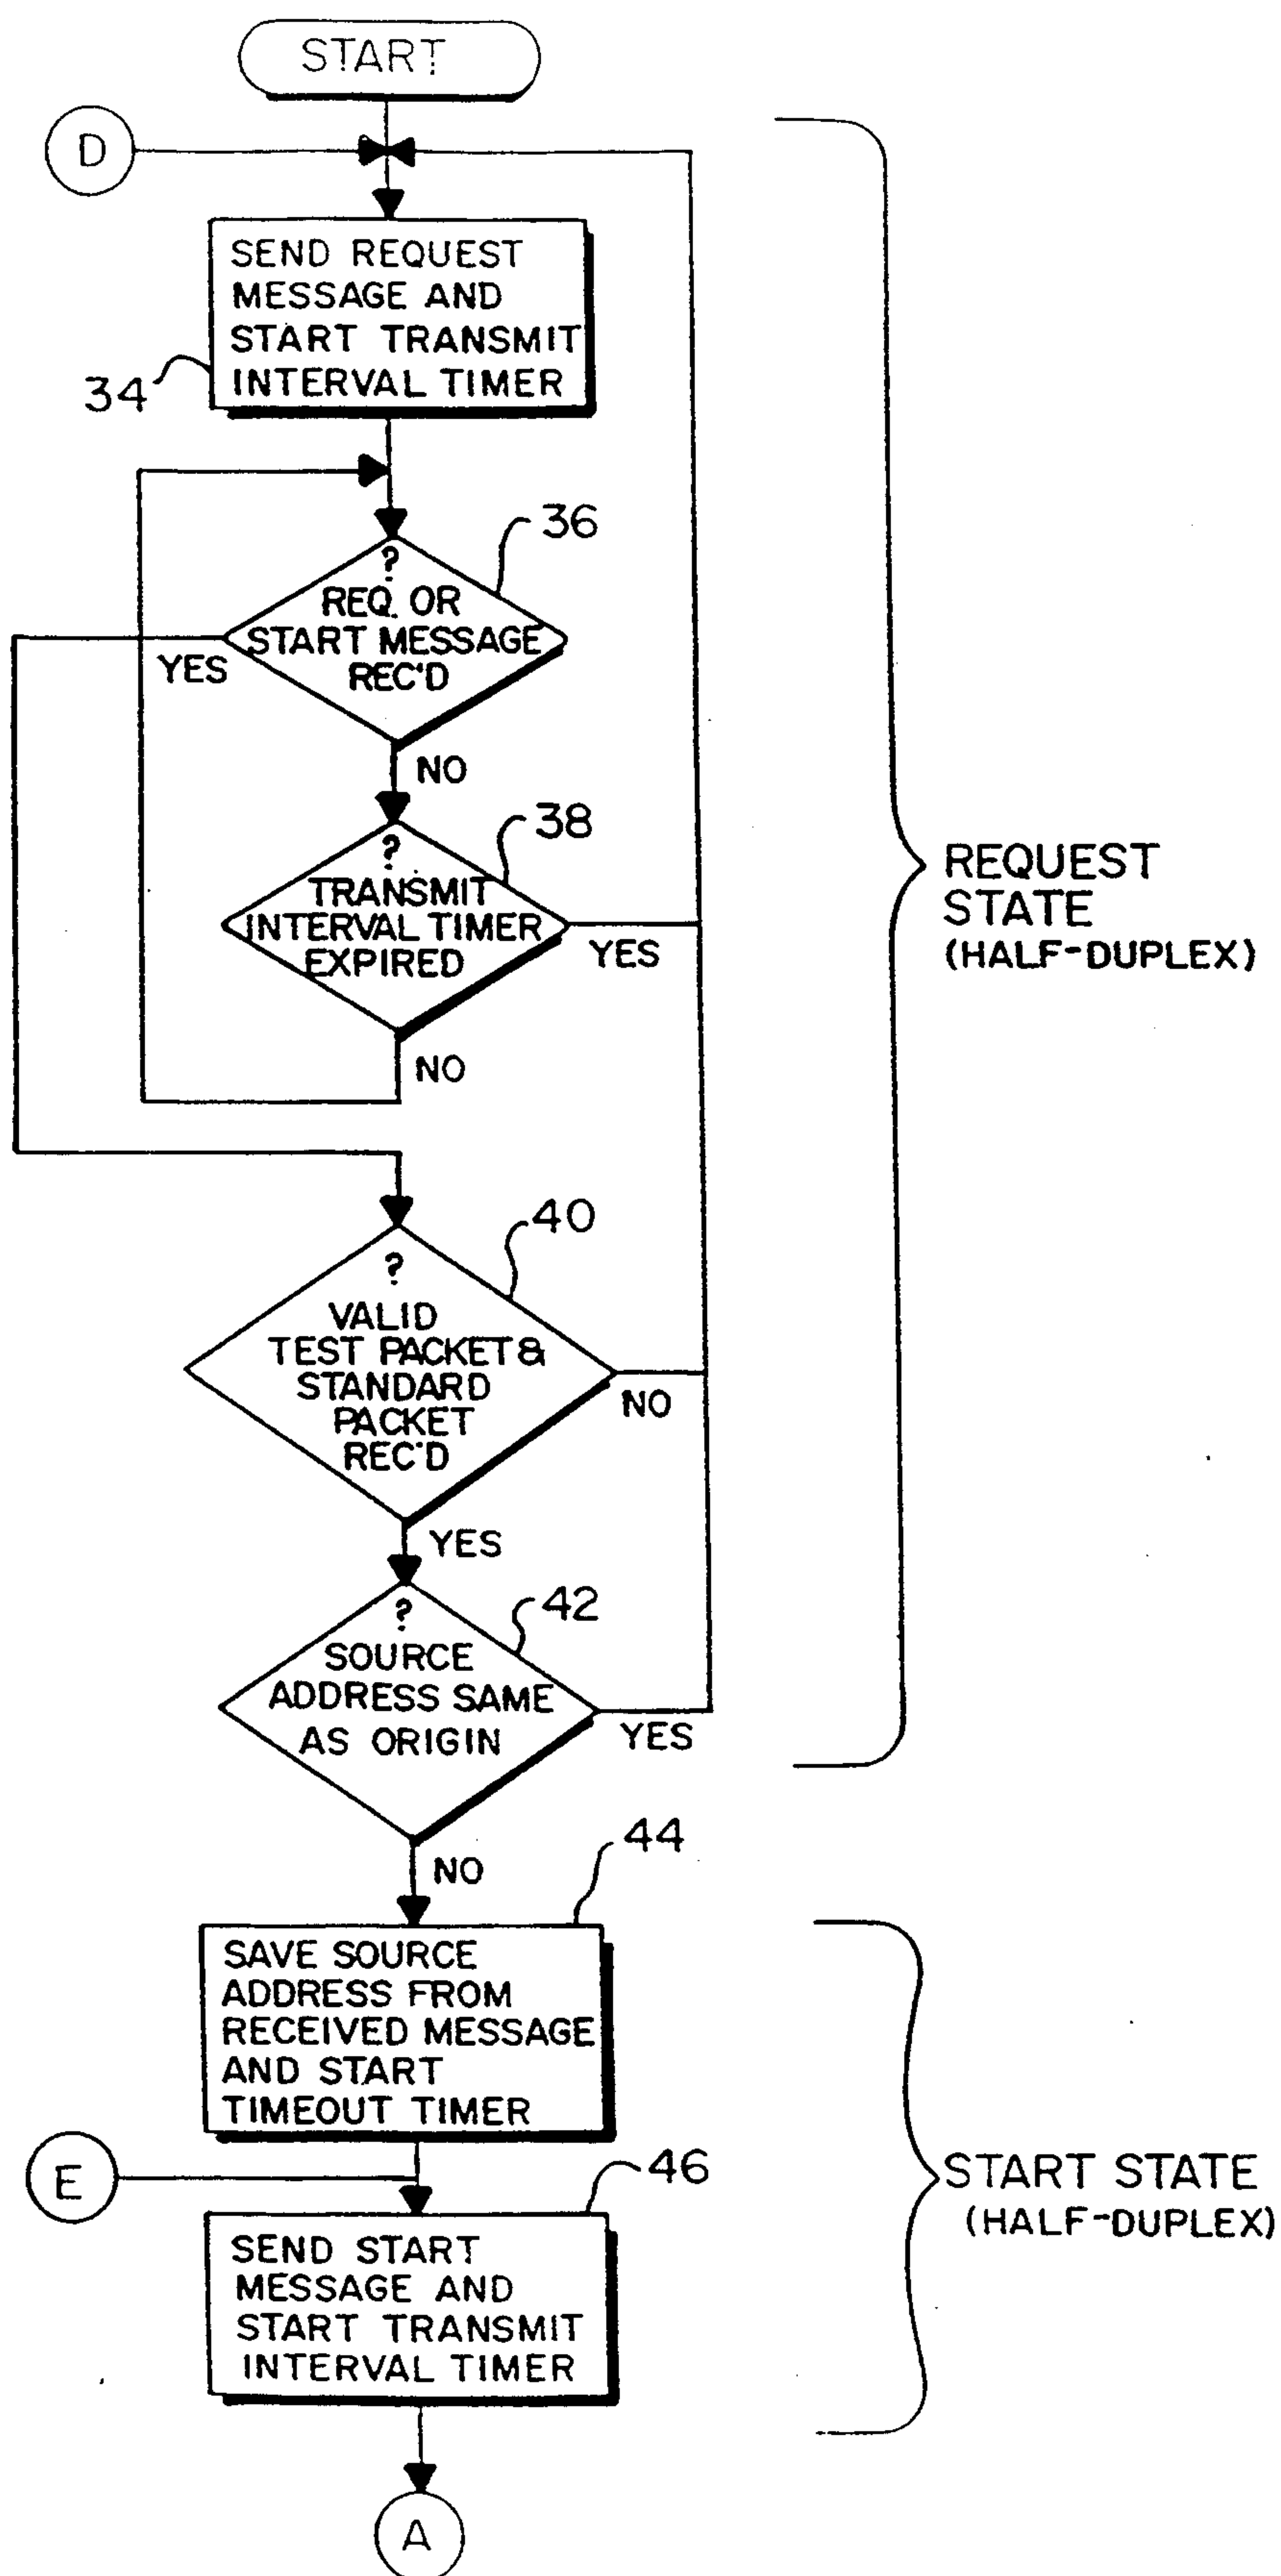 START
D
SEND REQUEST
MESSAGE AND
START TRANSMIT
INTERVAL TIMER
34
36
?
REQ. OR
START MESSAGE
REC'D
YES
NO
38
?
TRANSMIT
INTERVAL TIMER
EXPIRED
YES
NO
REQUEST
STATE
(HALF-DUPLEX)
40
?
VALID
TEST PACKET &
STANDARD
PACKET
REC'D
NO
YES
42
?
SOURCE
ADDRESS SAME
AS ORIGIN
YES
NO
44
SAVE SOURCE
ADDRESS FROM
RECEIVED MESSAGE
AND START
TIMEOUT TIMER
E
46
SEND START
MESSAGE AND
START TRANSMIT
INTERVAL TIMER
START STATE
(HALF-DUPLEX)
A